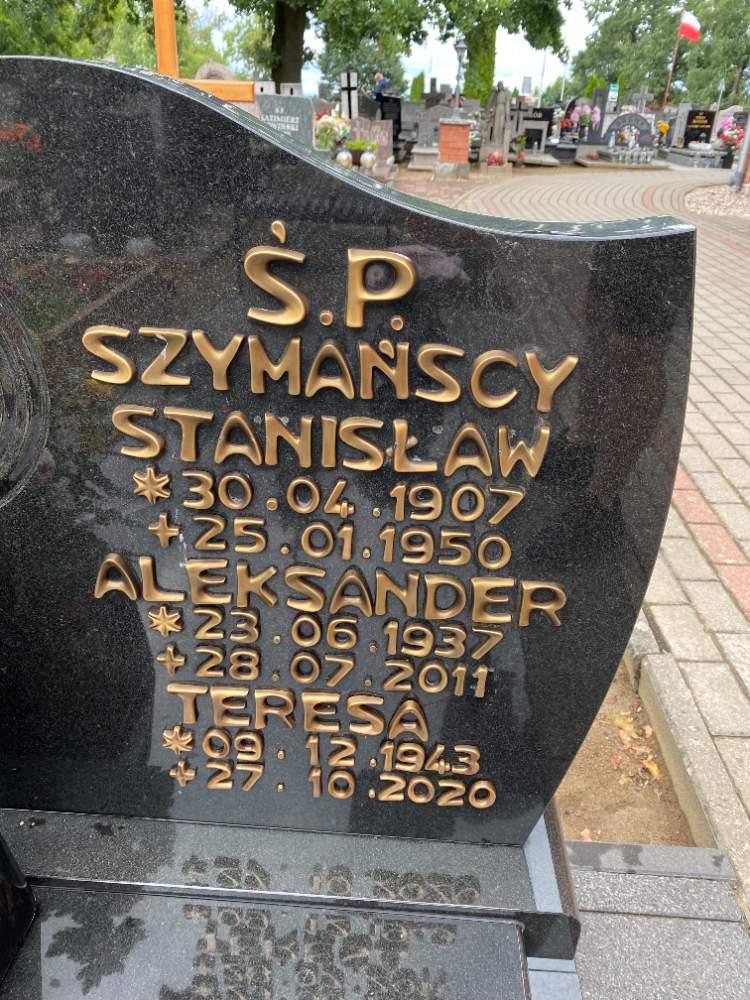 Ś.P.
SZYMAŃSCY
STANISŁAW
* 30.04.1907
+ 25.01.1950
ALEKSANDER
* 23.06.1937
+ 28.07.2011
TERESA
* 09.12.1943
+ 27.10.2020